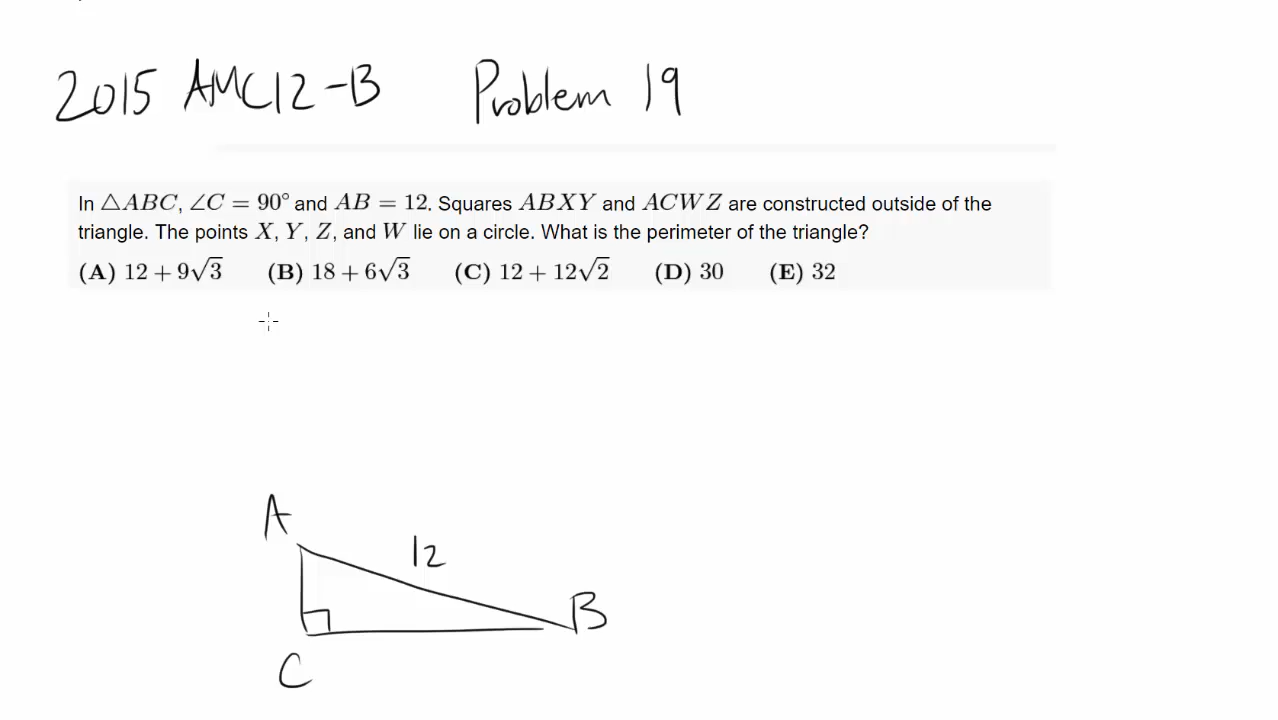 2015 AMC12-B Problem 19
In △ABC, ∠C = 90° and AB = 12. Squares ABXY and ACWZ are constructed outside of the
triangle. The points X, Y, Z, and W lie on a circle. What is the perimeter of the triangle?
(A) 12 + 9√3 (B) 18 + 6√3 (C) 12 + 12√2 (D) 30 (E) 32
A
12
B
C